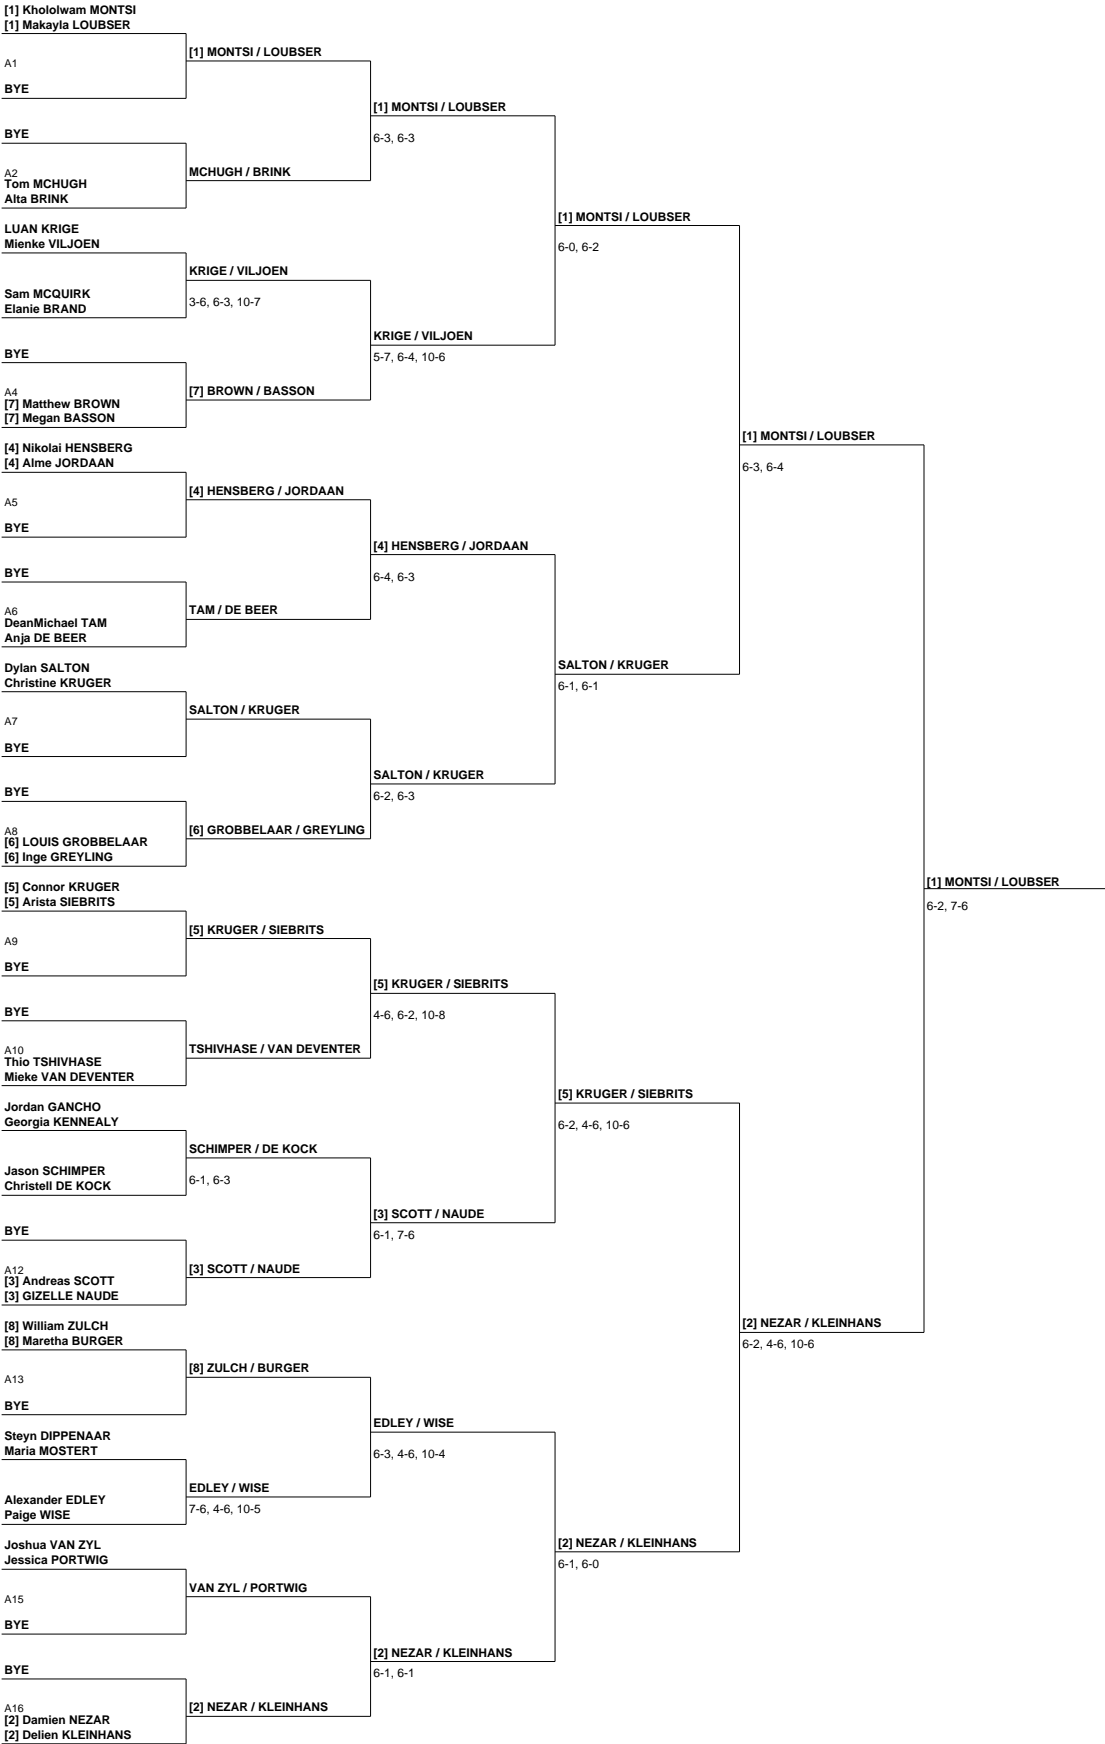 [1] Khololwam MONTSI
[1] Makayla LOUBSER
[1] MONTSI / LOUBSER
A1
BYE
[1] MONTSI / LOUBSER
BYE
6-3, 6-3
A2
MCHUGH / BRINK
Tom MCHUGH
Alta BRINK
[1] MONTSI / LOUBSER
LUAN KRIGE
Mienke VILJOEN
6-0, 6-2
KRIGE / VILJOEN
Sam MCQUIRK
Elanie BRAND
3-6, 6-3, 10-7
KRIGE / VILJOEN
BYE
5-7, 6-4, 10-6
A4
[7] BROWN / BASSON
[7] Matthew BROWN
[7] Megan BASSON
[1] MONTSI / LOUBSER
[4] Nikolai HENSBERG
[4] Alme JORDAAN
6-3, 6-4
[4] HENSBERG / JORDAAN
A5
BYE
[4] HENSBERG / JORDAAN
BYE
6-4, 6-3
A6
TAM / DE BEER
DeanMichael TAM
Anja DE BEER
Dylan SALTON
Christine KRUGER
SALTON / KRUGER
6-1, 6-1
SALTON / KRUGER
A7
BYE
SALTON / KRUGER
BYE
6-2, 6-3
A8
[6] GROBBELAAR / GREYLING
[6] LOUIS GROBBELAAR
[6] Inge GREYLING
[1] MONTSI / LOUBSER
[5] Connor KRUGER
[5] Arista SIEBRITS
6-2, 7-6
[5] KRUGER / SIEBRITS
A9
BYE
[5] KRUGER / SIEBRITS
BYE
4-6, 6-2, 10-8
A10
TSHIVHASE / VAN DEVENTER
Thio TSHIVHASE
Mieke VAN DEVENTER
[5] KRUGER / SIEBRITS
Jordan GANCHO
Georgia KENNEALY
6-2, 4-6, 10-6
SCHIMPER / DE KOCK
Jason SCHIMPER
Christell DE KOCK
6-1, 6-3
[3] SCOTT / NAUDE
BYE
6-1, 7-6
A12
[3] SCOTT / NAUDE
[3] Andreas SCOTT
[3] GIZELLE NAUDE
[2] NEZAR / KLEINHANS
[8] William ZULCH
[8] Maretha BURGER
6-2, 4-6, 10-6
[8] ZULCH / BURGER
A13
BYE
EDLEY / WISE
Steyn DIPPENAAR
Maria MOSTERT
6-3, 4-6, 10-4
EDLEY / WISE
Alexander EDLEY
Paige WISE
7-6, 4-6, 10-5
[2] NEZAR / KLEINHANS
Joshua VAN ZYL
Jessica PORTWIG
6-1, 6-0
VAN ZYL / PORTWIG
A15
BYE
[2] NEZAR / KLEINHANS
BYE
6-1, 6-1
A16
[2] NEZAR / KLEINHANS
[2] Damien NEZAR
[2] Delien KLEINHANS